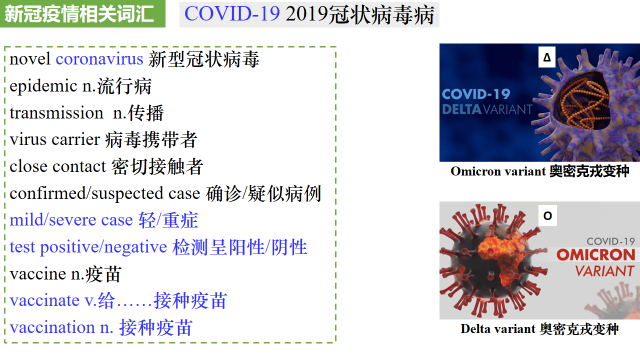 新冠疫情相关词汇
COVID-19 2019冠状病毒病
novel coronavirus 新型冠状病毒
epidemic n.流行病
transmission n.传播
virus carrier 病毒携带者
close contact 密切接触者
confirmed/suspected case 确诊/疑似病例
mild/severe case 轻/重症
test positive/negative 检测呈阳性/阴性
vaccine n.疫苗
vaccinate v.给……接种疫苗
vaccination n. 接种疫苗
Δ
COVID-19
DELTA VARIANT
Omicron variant 奥密克戎变种
O
COVID-19
OMICRON
VARIANT
Delta variant 奥密克戎变种